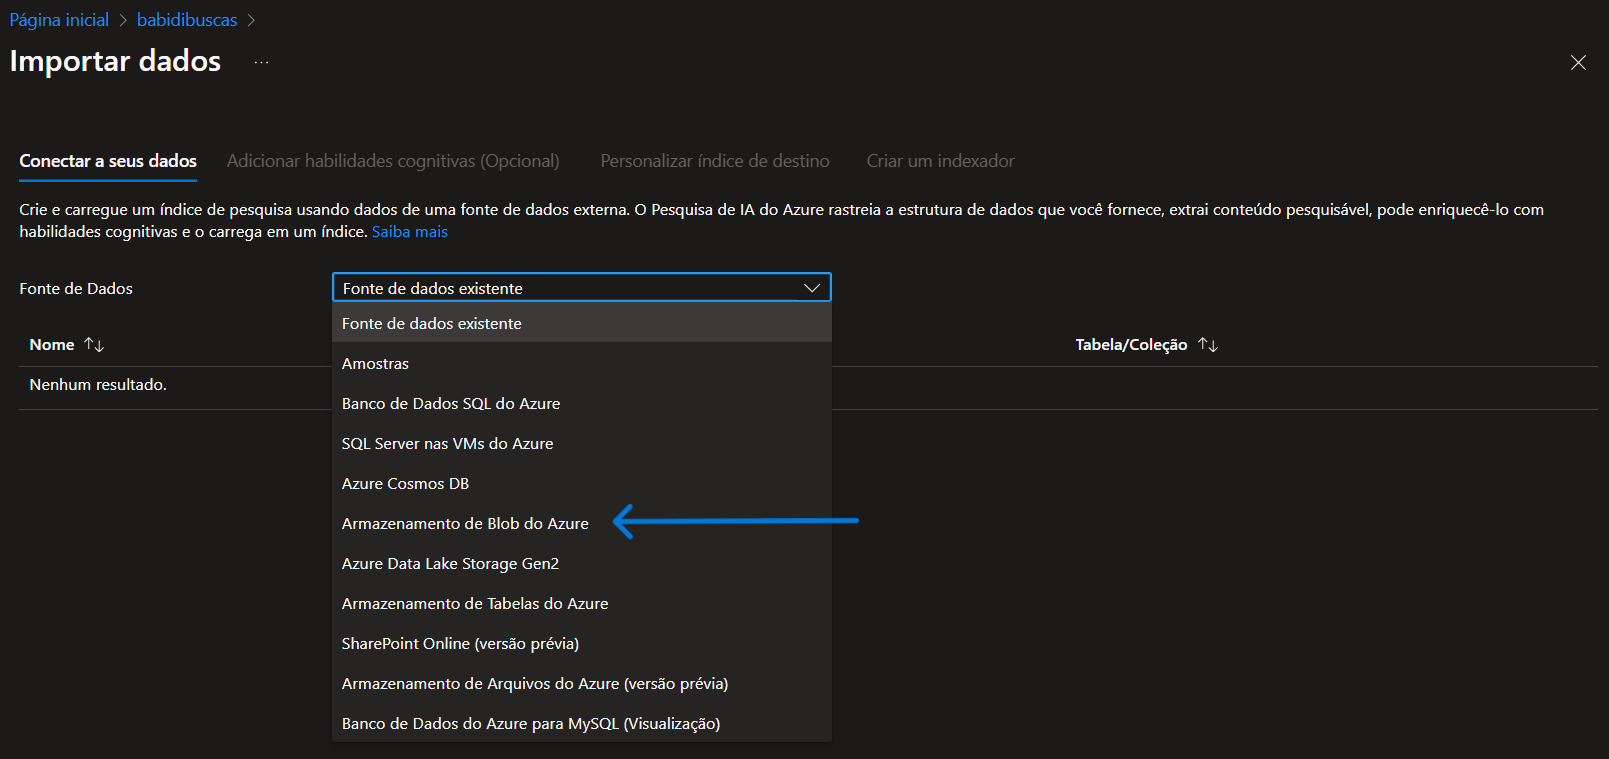 Página inicial > babidibuscas >
Importar dados ...
Conectar a seus dados Adicionar habilidades cognitivas (Opcional) Personalizar índice de destino Criar um indexador
Crie e carregue um índice de pesquisa usando dados de uma fonte de dados externa. O Pesquisa de IA do Azure rastreia a estrutura de dados que você fornece, extrai conteúdo pesquisável, pode enriquecê-lo com
habilidades cognitivas e o carrega em um índice. Saiba mais
Fonte de Dados Fonte de dados existente
Fonte de dados existente
Nome Tabela/Coleção
Amostras
Nenhum resultado.
Banco de Dados SQL do Azure
SQL Server nas VMs do Azure
Azure Cosmos DB
Armazenamento de Blob do Azure
Azure Data Lake Storage Gen2
Armazenamento de Tabelas do Azure
SharePoint Online (versão prévia)
Armazenamento de Arquivos do Azure (versão prévia)
Banco de Dados do Azure para MySQL (Visualização)